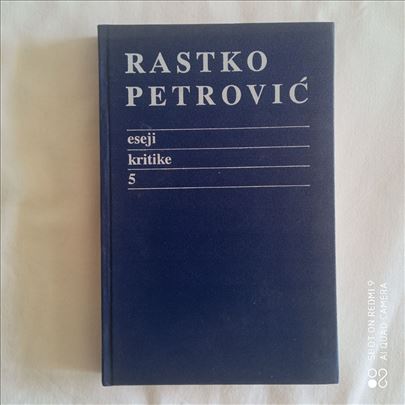 RASTKO
PETROVIĆ
eseji
kritike
5
SHOT ON REDMI 9
AI QUAD CAMERA